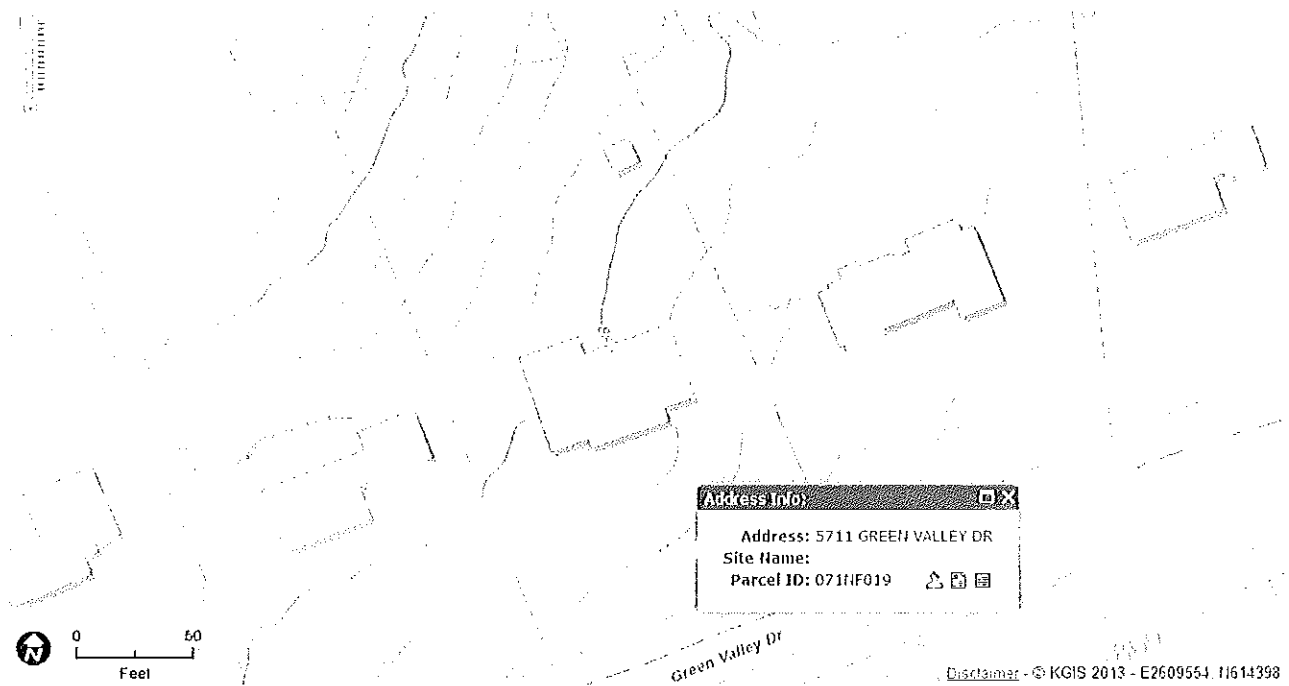 Address Info:
Address: 5711 GREEN VALLEY DR
Site Name:
Parcel ID: 071NF019
0 50
Feet
Green Valley Dr
Disclaimer - © KGIS 2013 - E2609554, N614398